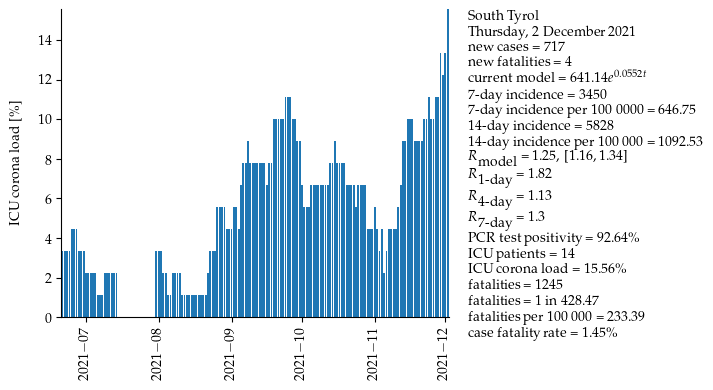 ICU corona load [%]
14
12
10
8
6
4
2
0
2021−07
2021−08
2021−09
2021−10
2021−11
2021−12
South Tyrol
Thursday, 2 December 2021
new cases = 717
new fatalities = 4
current model = 641.14e^0.0552t
7-day incidence = 3450
7-day incidence per 100 0000 = 646.75
14-day incidence = 5828
14-day incidence per 100 000 = 1092.53
R_model = 1.25, [1.16, 1.34]
R_1-day = 1.82
R_4-day = 1.13
R_7-day = 1.3
PCR test positivity = 92.64%
ICU patients = 14
ICU corona load = 15.56%
fatalities = 1245
fatalities = 1 in 428.47
fatalities per 100 000 = 233.39
case fatality rate = 1.45%